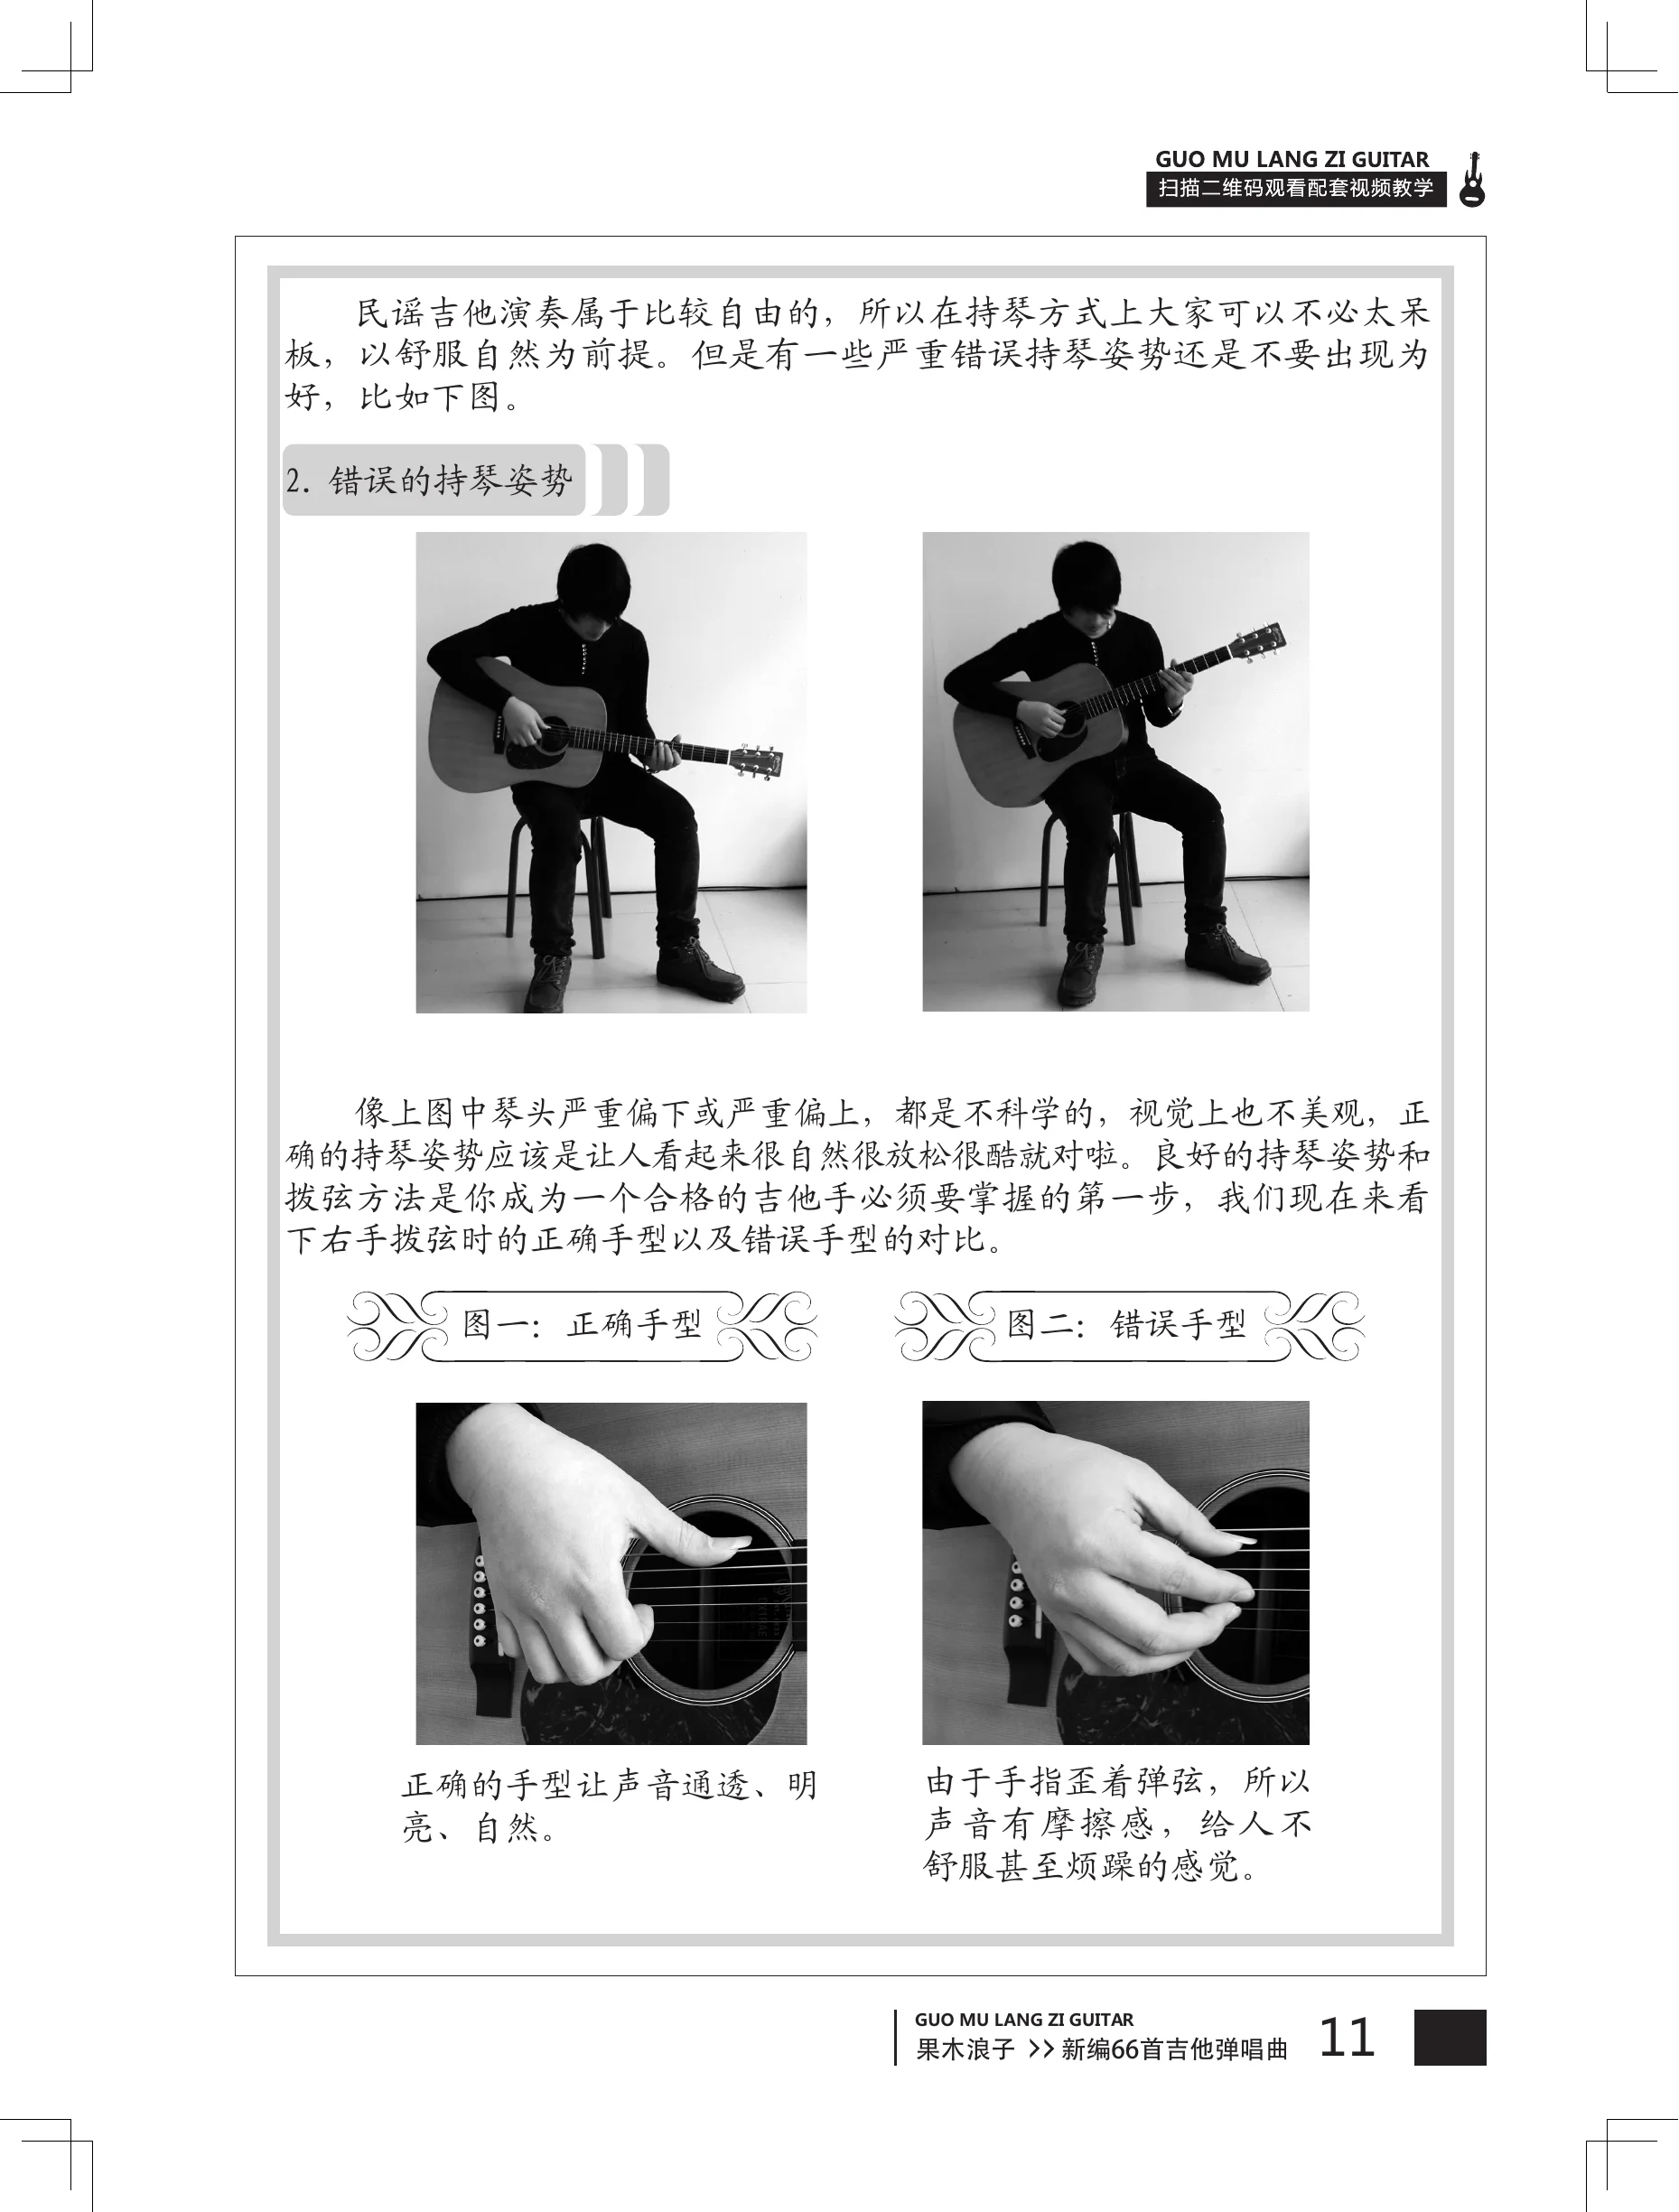 GUO MU LANG ZI GUITAR
扫描二维码观看配套视频教学
民谣吉他演奏属于比较自由的，所以在持琴方式上大家可以不必太呆
板，以舒服自然为前提。但是有一些严重错误持琴姿势还是不要出现为
好，比如下图。
2. 错误的持琴姿势
像上图中琴头严重偏下或严重偏上，都是不科学的，视觉上也不美观，正
确的持琴姿势应该是让人看起来很自然很放松很酷就对啦。良好的持琴姿势和
拨弦方法是你成为一个合格的吉他手必须要掌握的第一步，我们现在来看
下右手拨弦时的正确手型以及错误手型的对比。
图一：正确手型
图二：错误手型
正确的手型让声音通透、明
亮、自然。
由于手指歪着弹弦，所以
声音有摩擦感，给人不
舒服甚至烦躁的感觉。
GUO MU LANG ZI GUITAR
果木浪子 >> 新编66首吉他弹唱曲
11